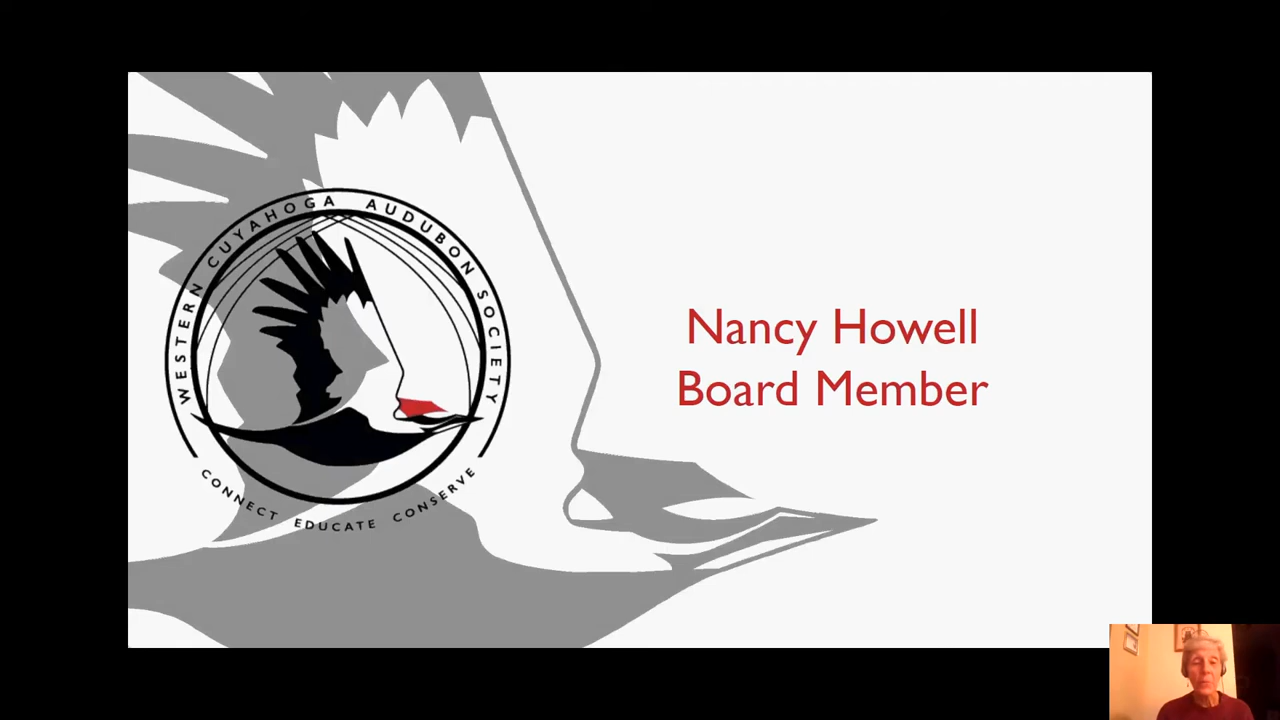 WESTERN CUYAHOGA AUDUBON SOCIETY
CONNECT EDUCATE CONSERVE
Nancy Howell
Board Member